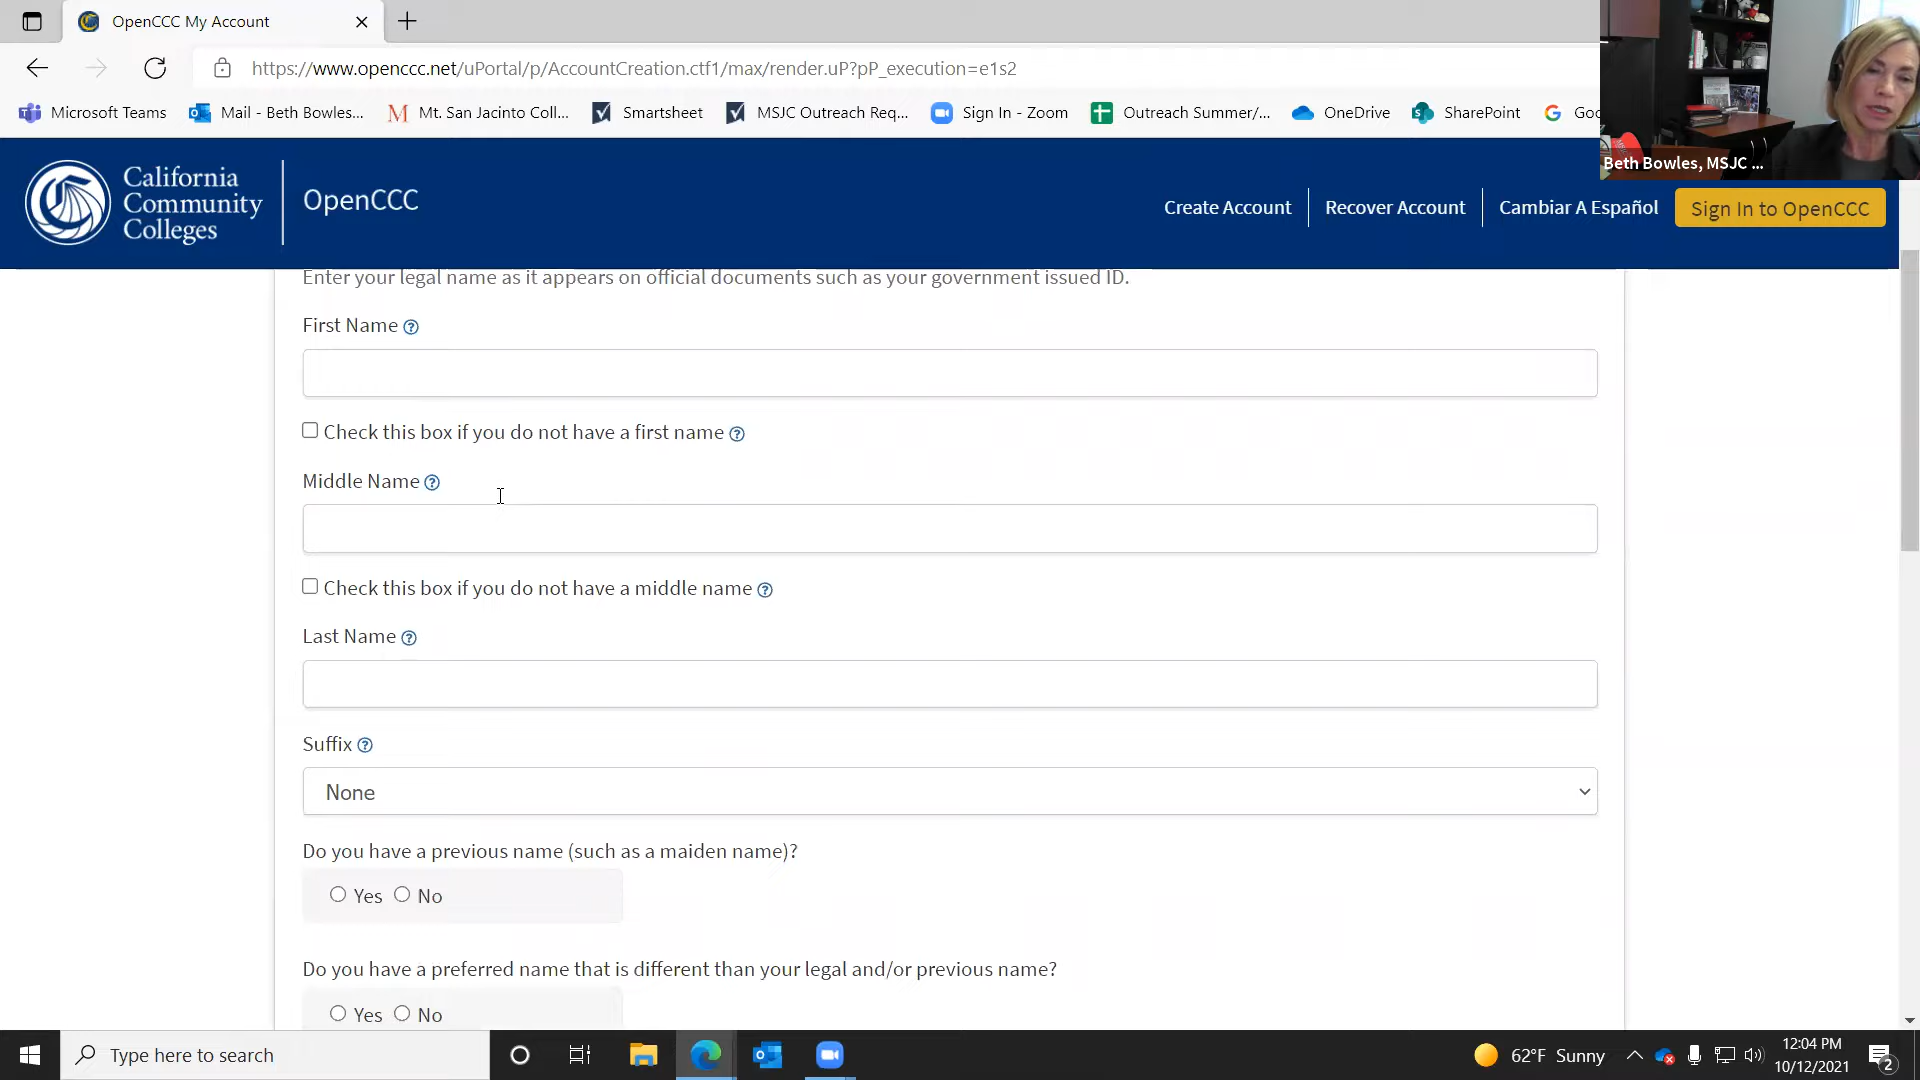 OpenCCC My Account
https://www.openccc.net/uPortal/p/AccountCreation.ctf1/max/render.uP?pP_execution=e1s2
Microsoft Teams
Mail - Beth Bowles...
Mt. San Jacinto Coll...
Smartsheet
MSJC Outreach Req...
Sign In - Zoom
Outreach Summer/...
OneDrive
SharePoint
Goo
Beth Bowles, MSJC ...
California
Community
Colleges
OpenCCC
Create Account
Recover Account
Cambiar A Español
Sign In to OpenCCC
Enter your legal name as it appears on official documents such as your government issued ID.
First Name
Check this box if you do not have a first name
Middle Name
Check this box if you do not have a middle name
Last Name
Suffix
None
Do you have a previous name (such as a maiden name)?
Yes No
Do you have a preferred name that is different than your legal and/or previous name?
Yes No
Type here to search
62°F Sunny
12:04 PM
10/12/2021
2